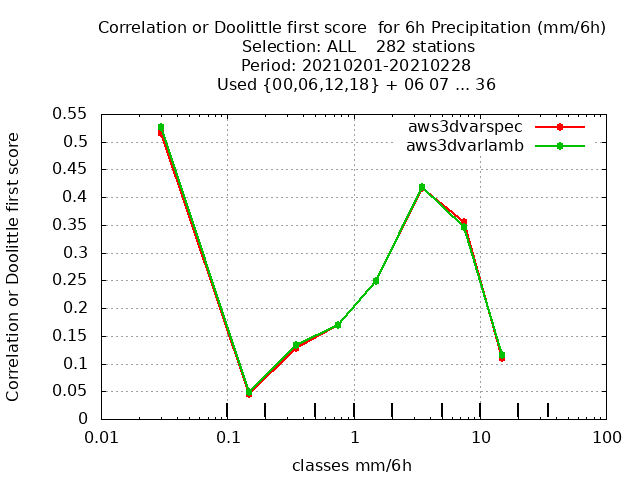 Correlation or Doolittle first score  for 6h Precipitation (mm/6h)
Selection: ALL    282 stations
Period: 20210201-20210228
Used {00,06,12,18} + 06 07 ... 36
aws3dvarspec
aws3dvarlamb
Correlation or Doolittle first score
0.55
0.5
0.45
0.4
0.35
0.3
0.25
0.2
0.15
0.1
0.05
0
0.01 0.1 1 10 100
classes mm/6h